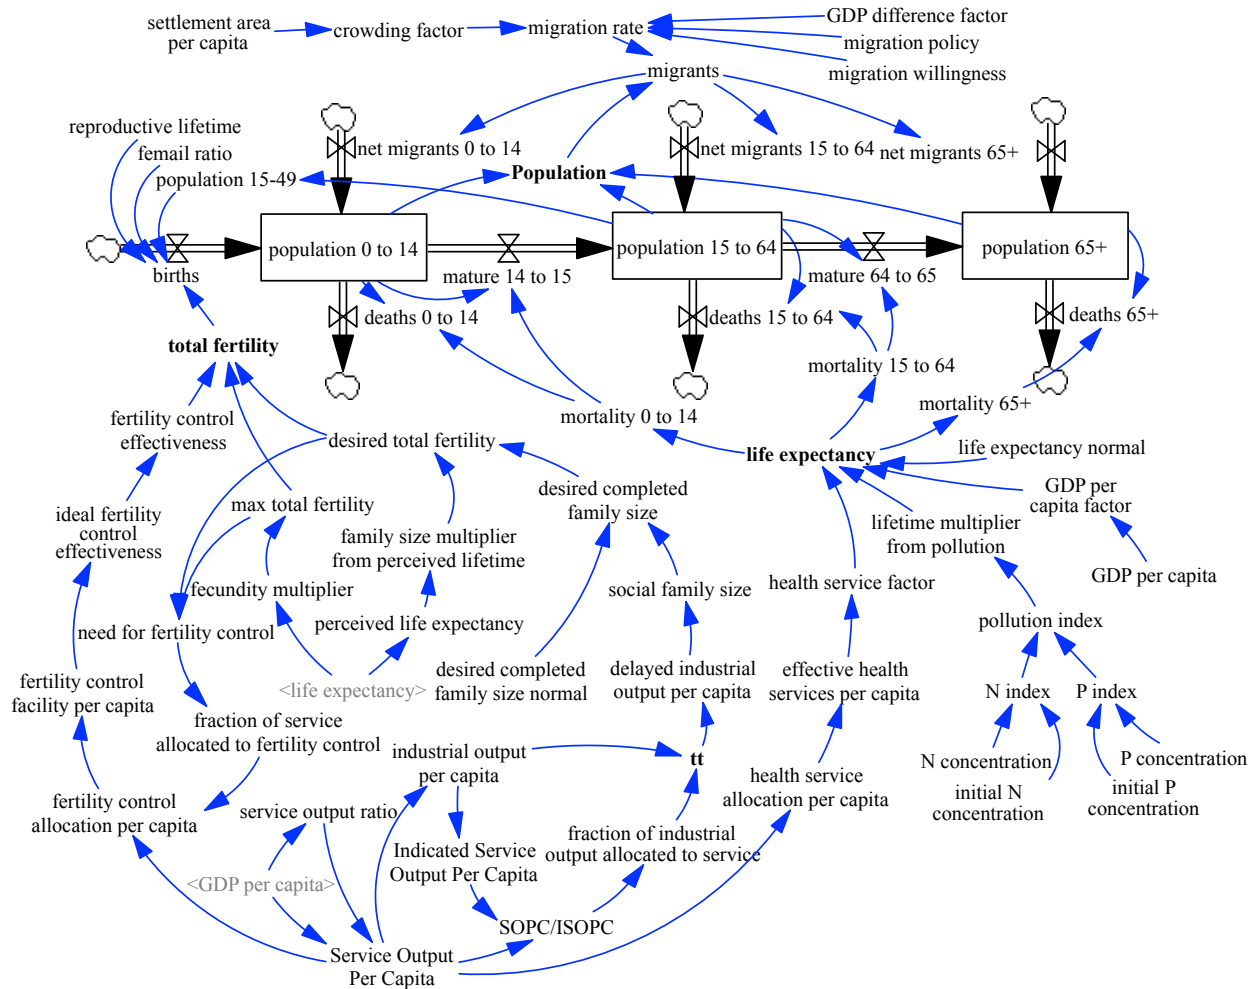 settlement area
per capita
crowding factor
migration rate
GDP difference factor
migration policy
migration willingness
migrants
reproductive lifetime
femail ratio
population 15-49
net migrants 0 to 14
Population
net migrants 15 to 64
net migrants 65+
population 0 to 14
population 15 to 64
population 65+
births
mature 14 to 15
mature 64 to 65
deaths 0 to 14
deaths 15 to 64
deaths 65+
total fertility
mortality 15 to 64
mortality 0 to 14
mortality 65+
fertility control
effectiveness
desired total fertility
life expectancy
life expectancy normal
desired completed
family size
GDP per
capita factor
ideal fertility
control
effectiveness
max total fertility
family size multiplier
from perceived lifetime
lifetime multiplier
from pollution
fecundity multiplier
social family size
health service factor
GDP per capita
need for fertility control
perceived life expectancy
pollution index
fertility control
facility per capita
<life expectancy>
desired completed
family size normal
delayed industrial
output per capita
effective health
services per capita
N index
P index
fraction of service
allocated to fertility control
industrial output
per capita
tt
N concentration
P concentration
health service
allocation per capita
initial N
concentration
initial P
concentration
fertility control
allocation per capita
service output ratio
fraction of industrial
output allocated to service
Indicated Service
Output Per Capita
<GDP per capita>
SOPC/ISOPC
Service Output
Per Capita